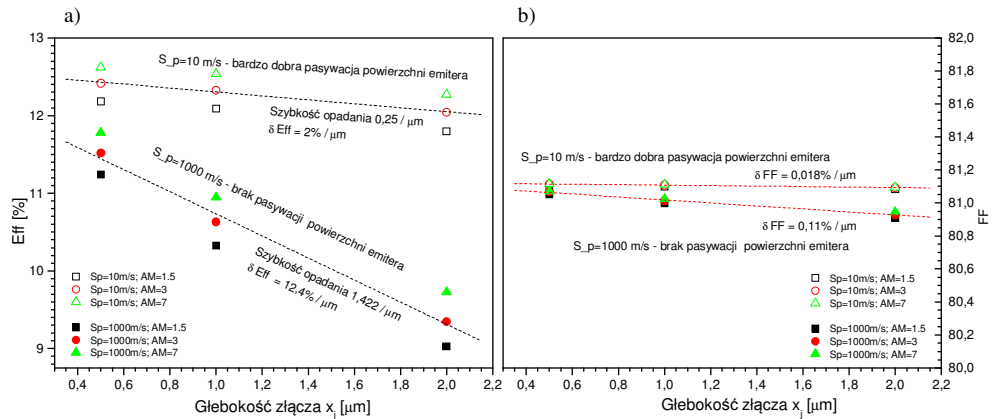 a)
13
12
11
10
9
Eff [%]
S_p=10 m/s - bardzo dobra pasywacja powierzchni emitera
Szybkość opadania 0,25 / μm
δ Eff = 2% / μm
S_p=1000 m/s - brak pasywacji powierzchni emitera
Szybkość opadania 1,422 / μm
δ Eff = 12,4% / μm
Sp=10m/s; AM=1.5
Sp=10m/s; AM=3
Sp=10m/s; AM=7
Sp=1000m/s; AM=1.5
Sp=1000m/s; AM=3
Sp=1000m/s; AM=7
0,4 0,6 0,8 1,0 1,2 1,4 1,6 1,8 2,0 2,2
Głebokość złącza x_j [μm]
b)
82,0
81,8
81,6
81,4
81,2
81,0
80,8
80,6
80,4
80,2
80,0
FF
S_p=10 m/s - bardzo dobra pasywacja powierzchni emitera
δ FF = 0,018% / μm
δ FF = 0,11% / μm
S_p=1000 m/s - brak pasywacji powierzchni emitera
Sp=10m/s; AM=1.5
Sp=10m/s; AM=3
Sp=10m/s; AM=7
Sp=1000m/s; AM=1.5
Sp=1000m/s; AM=3
Sp=1000m/s; AM=7
0,4 0,6 0,8 1,0 1,2 1,4 1,6 1,8 2,0 2,2
Głebokość złącza x_j [μm]